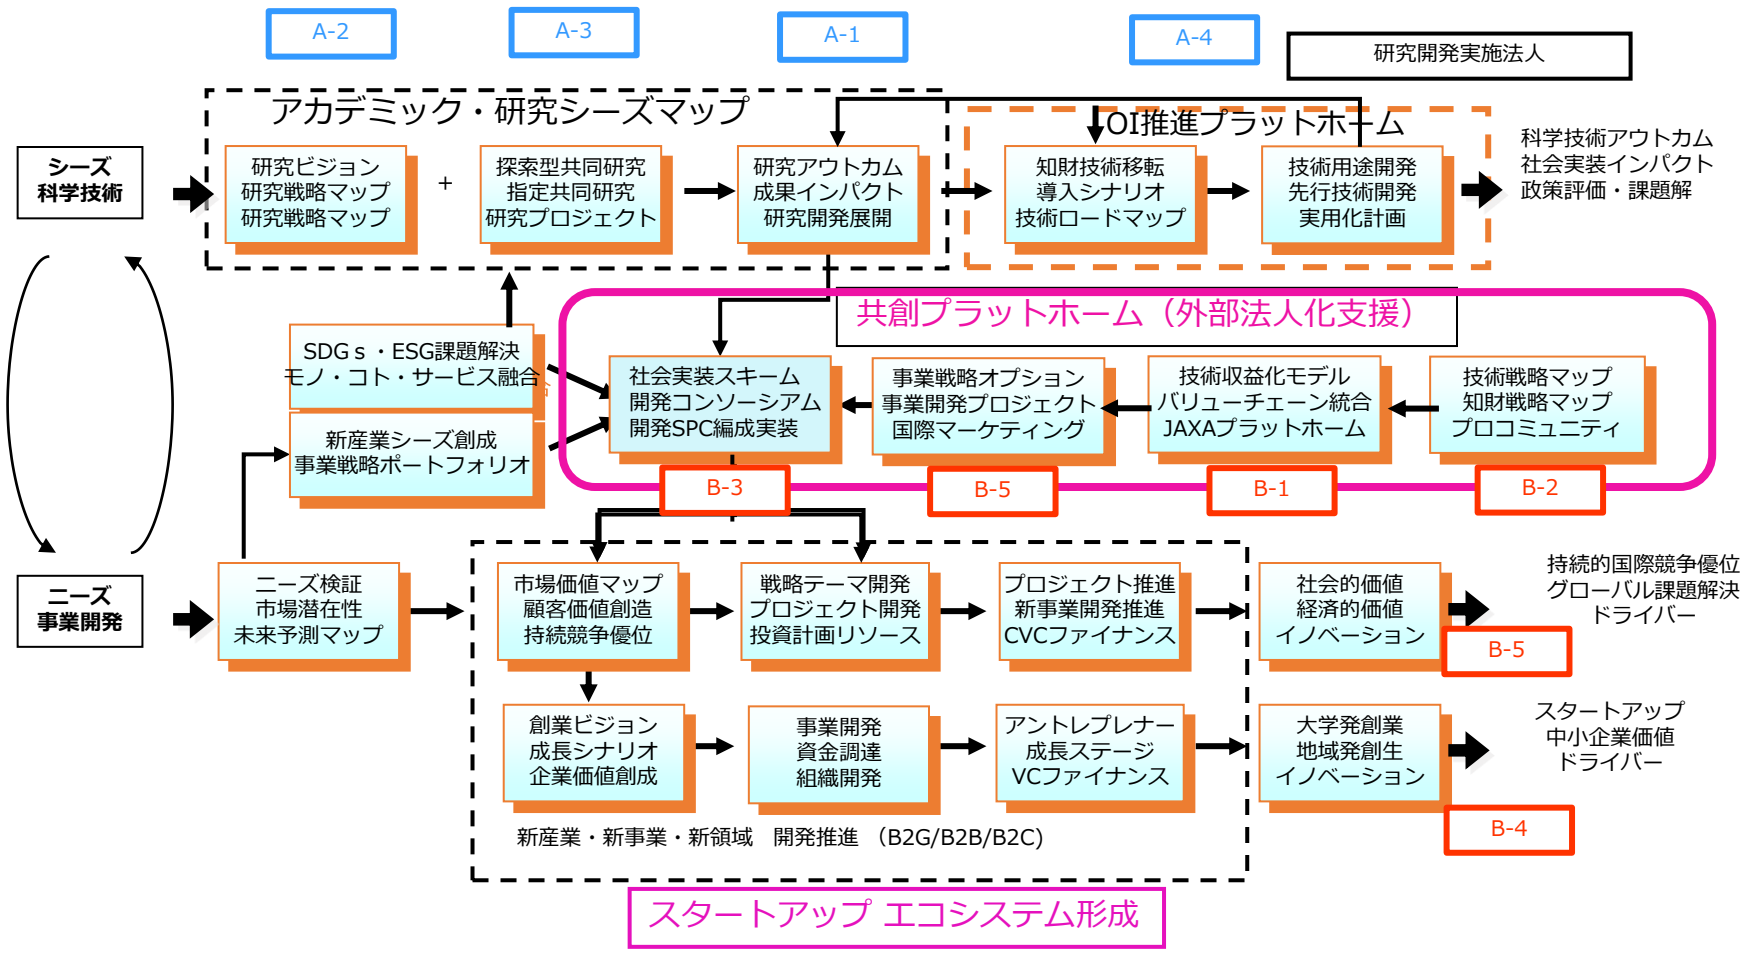 A-2
A-3
A-1
A-4
研究開発実施法人
アカデミック・研究シーズマップ
OI推進プラットホーム
シーズ
科学技術
研究ビジョン
研究戦略マップ
研究戦略マップ
+
探索型共同研究
指定共同研究
研究プロジェクト
研究アウトカム
成果インパクト
研究開発展開
知財技術移転
導入シナリオ
技術ロードマップ
技術用途開発
先行技術開発
実用化計画
科学技術アウトカム
社会実装インパクト
政策評価・課題解
共創プラットホーム（外部法人化支援）
SDGｓ・ESG課題解決
モノ・コト・サービス融合
新産業シーズ創成
事業戦略ポートフォリオ
社会実装スキーム
開発コンソーシアム
開発SPC編成実装
事業戦略オプション
事業開発プロジェクト
国際マーケティング
技術収益化モデル
バリューチェーン統合
JAXAプラットホーム
技術戦略マップ
知財戦略マップ
プロコミュニティ
B-3
B-5
B-1
B-2
ニーズ
事業開発
ニーズ検証
市場潜在性
未来予測マップ
市場価値マップ
顧客価値創造
持続競争優位
戦略テーマ開発
プロジェクト開発
投資計画リソース
プロジェクト推進
新事業開発推進
CVCファイナンス
社会的価値
経済的価値
イノベーション
持続的国際競争優位
グローバル課題解決
ドライバー
B-5
創業ビジョン
成長シナリオ
企業価値創成
事業開発
資金調達
組織開発
アントレプレナー
成長ステージ
VCファイナンス
大学発創業
地域発創生
イノベーション
スタートアップ
中小企業価値
ドライバー
B-4
新産業・新事業・新領域　開発推進 （B2G/B2B/B2C)
スタートアップ エコシステム形成